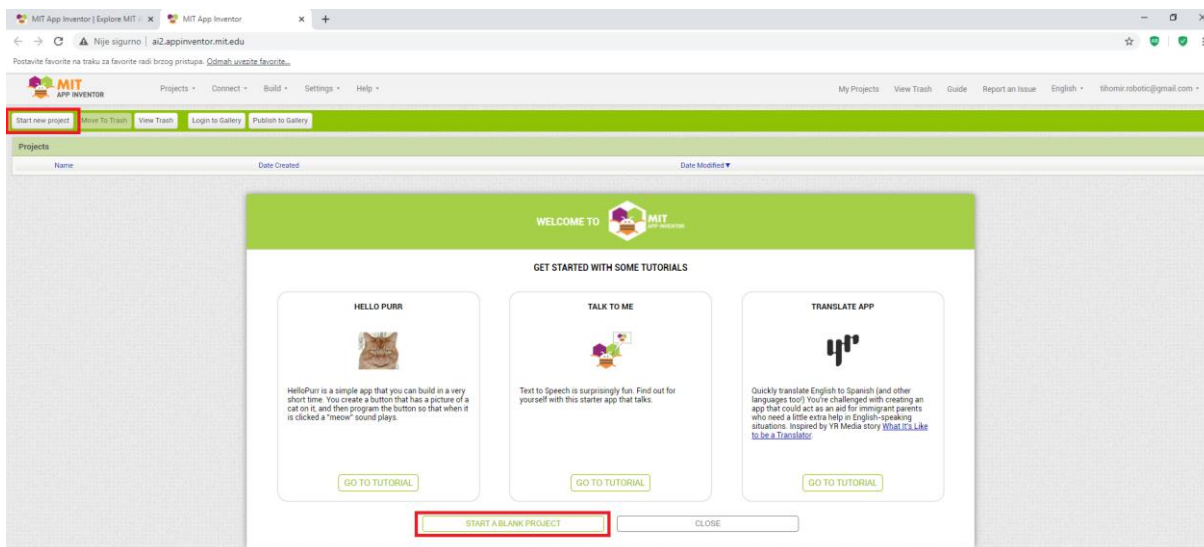 MIT App Inventor | Explore MIT A
MIT App Inventor
Nije sigurno | ai2.appinventor.mit.edu
Postavite favorite na traku za favorite radi brzog pristupa. Odmah uvezite favorite...
MIT
APP INVENTOR
Projects
Connect
Build
Settings
Help
My Projects
View Trash
Guide
Report an Issue
English
tihomir.robotic@gmail.com
Start new project
Move To Trash
View Trash
Login to Gallery
Publish to Gallery
Projects
Name
Date Created
Date Modified▼
WELCOME TO
MIT
APP INVENTOR
GET STARTED WITH SOME TUTORIALS
HELLO PURR
HelloPurr is a simple app that you can build in a very
short time. You create a button that has a picture of a
cat on it, and then program the button so that when it
is clicked a "meow" sound plays.
GO TO TUTORIAL
TALK TO ME
Text to Speech is surprisingly fun. Find out for
yourself with this starter app that talks.
GO TO TUTORIAL
TRANSLATE APP
yr
Quickly translate English to Spanish (and other
languages too!) You're challenged with creating an
app that could act as an aid for immigrant parents
who need a little extra help in English-speaking
situations. Inspired by YR Media story What It's Like
to be a Translator.
GO TO TUTORIAL
START A BLANK PROJECT
CLOSE